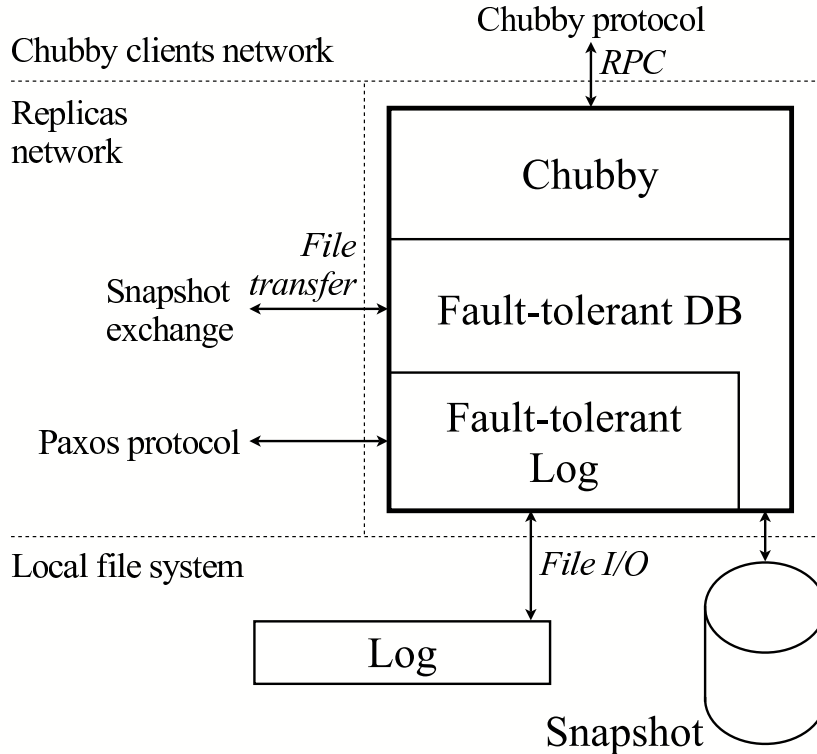 Chubby protocol
Chubby clients network
RPC
Replicas
network
Chubby
File
transfer
Snapshot
exchange
Fault-tolerant DB
Fault-tolerant
Log
Paxos protocol
Local file system
File I/O
Log
Snapshot